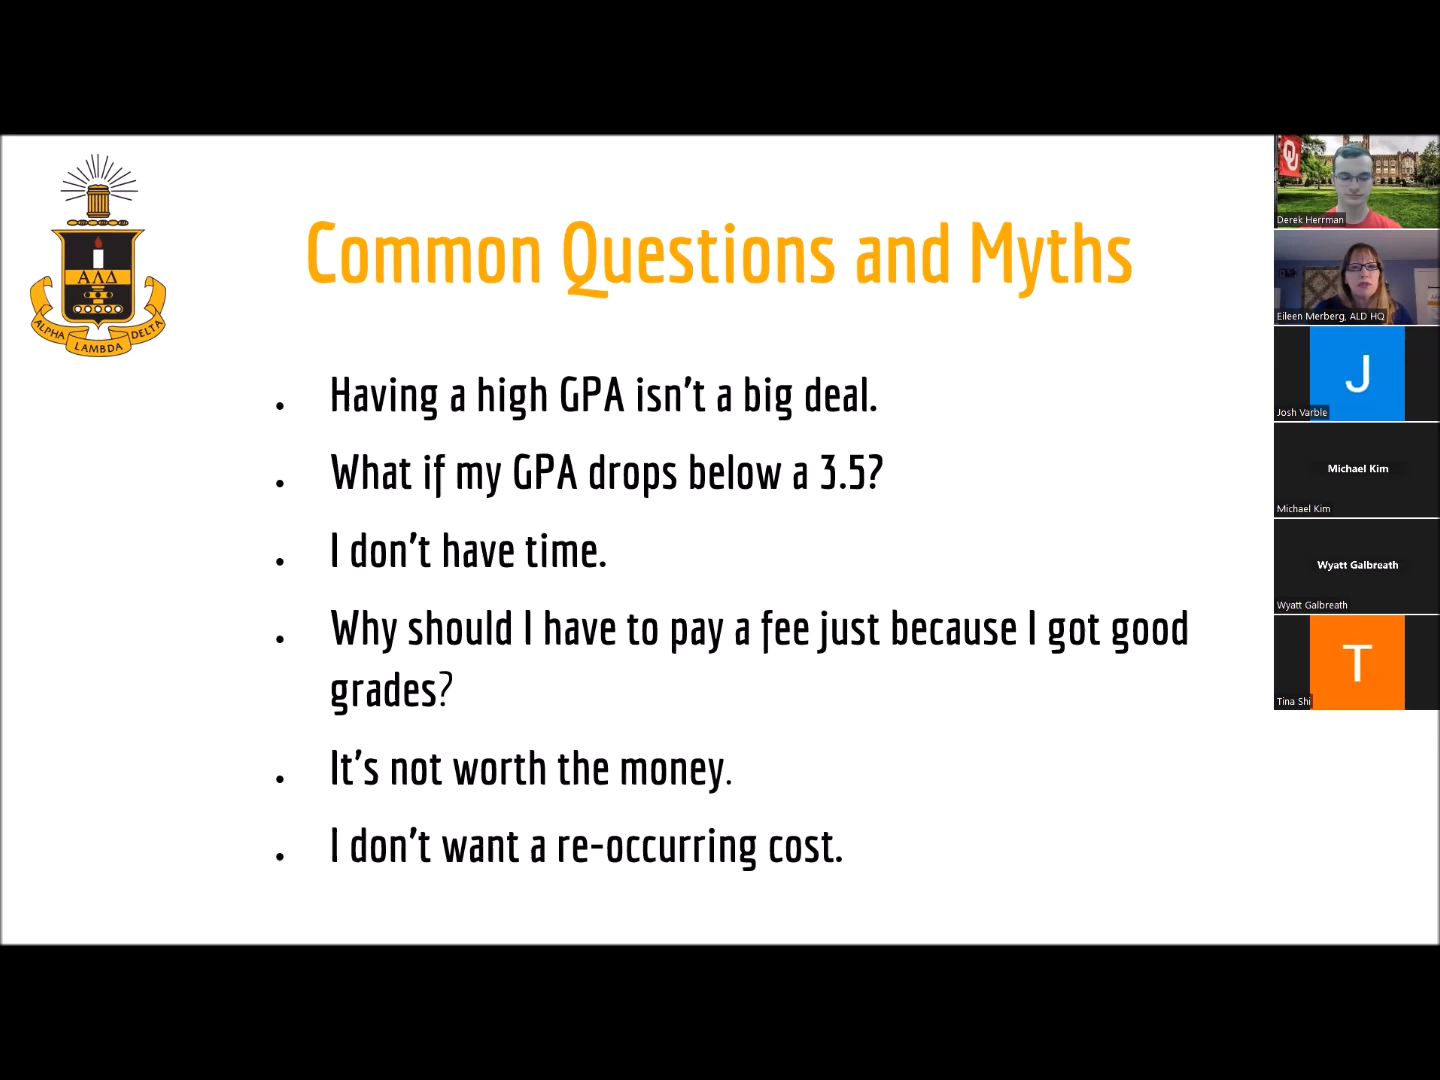 Common Questions and Myths
ΑΛΔ
ALPHA
LAMBDA
DELTA
• Having a high GPA isn't a big deal.
• What if my GPA drops below a 3.5?
• I don't have time.
• Why should I have to pay a fee just because I got good
grades?
• It's not worth the money.
• I don't want a re-occurring cost.
OU
Derek Herrman
Eileen Merberg, ALD HQ
J
Josh Varble
Michael Kim
Michael Kim
Wyatt Galbreath
Wyatt Galbreath
T
Tina Shi